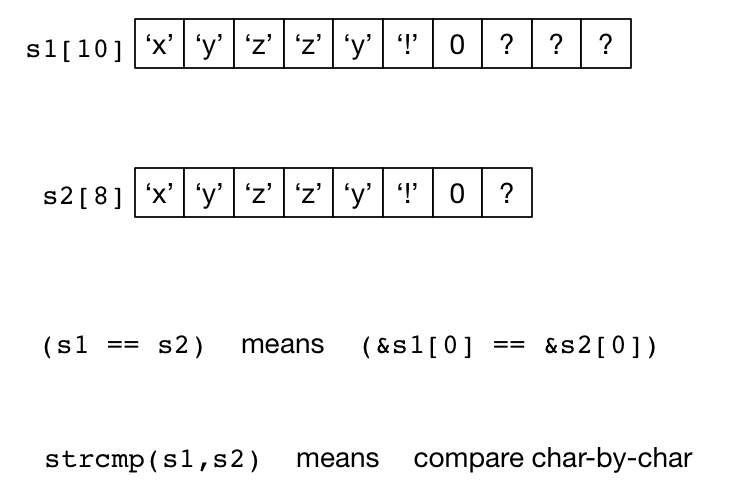 s1[10] ‘x’ ‘y’ ‘z’ ‘z’ ‘y’ ‘!’ 0 ? ? ?
s2[8] ‘x’ ‘y’ ‘z’ ‘z’ ‘y’ ‘!’ 0 ?
(s1 == s2) means (&s1[0] == &s2[0])
strcmp(s1,s2) means compare char-by-char